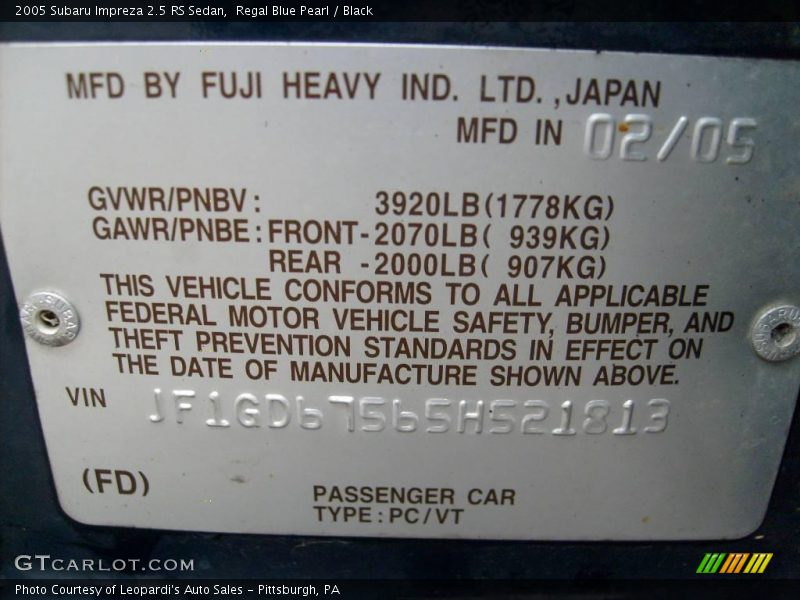 2005 Subaru Impreza 2.5 RS Sedan,  Regal Blue Pearl / Black
MFD BY FUJI HEAVY IND. LTD.,JAPAN
MFD IN 02/05
GVWR/PNBV: 3920LB(1778KG)
GAWR/PNBE:FRONT-2070LB( 939KG)
REAR -2000LB( 907KG)
THIS VEHICLE CONFORMS TO ALL APPLICABLE
FEDERAL MOTOR VEHICLE SAFETY, BUMPER, AND
THEFT PREVENTION STANDARDS IN EFFECT ON
THE DATE OF MANUFACTURE SHOWN ABOVE.
VIN JF1GD67565H521813
(FD)
PASSENGER CAR
TYPE:PC/VT
GTCARLOT.COM
Photo Courtesy of Leopardi's Auto Sales - Pittsburgh, PA